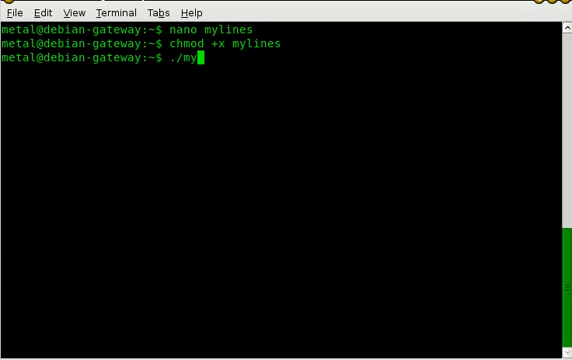 File Edit View Terminal Tabs Help
metal@debian-gateway:~$ nano mylines
metal@debian-gateway:~$ chmod +x mylines
metal@debian-gateway:~$ ./my